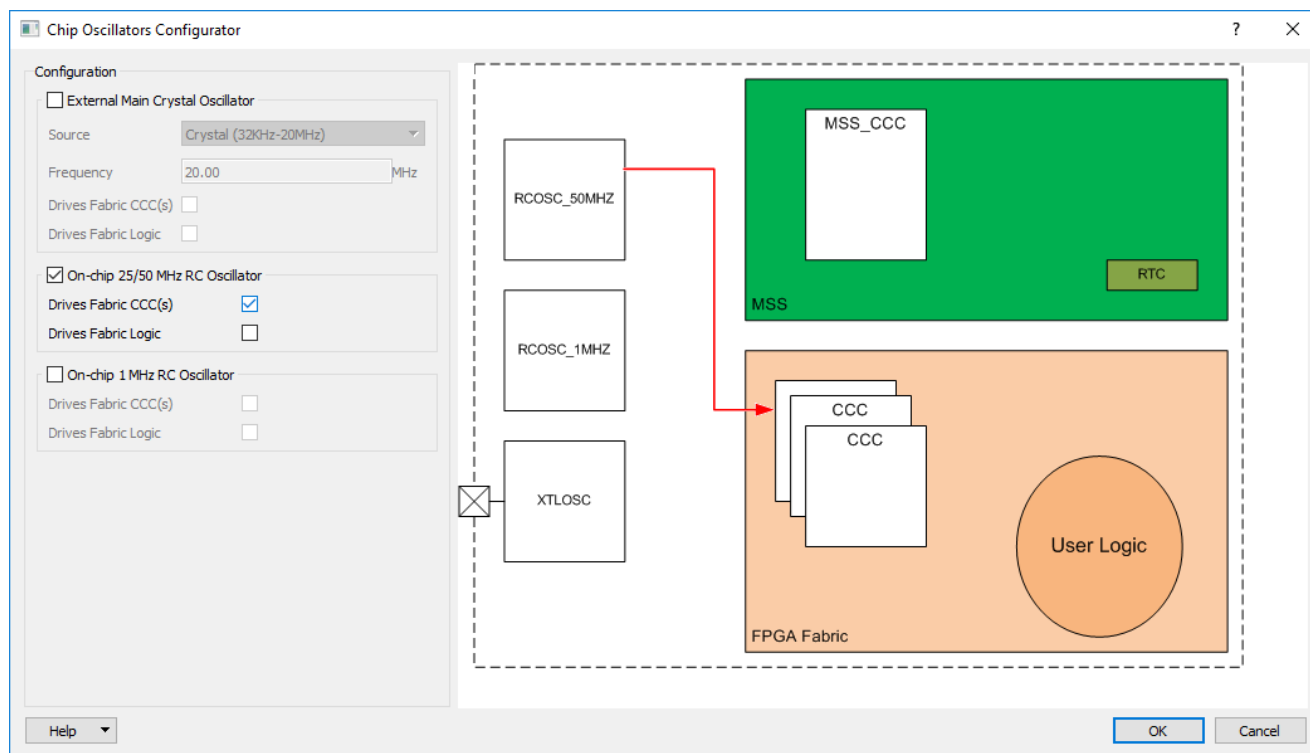 Chip Oscillators Configurator
?
Configuration
External Main Crystal Oscillator
Source Crystal (32KHz-20MHz)
Frequency 20.00 MHz
Drives Fabric CCC(s)
Drives Fabric Logic
On-chip 25/50 MHz RC Oscillator
Drives Fabric CCC(s)
Drives Fabric Logic
On-chip 1 MHz RC Oscillator
Drives Fabric CCC(s)
Drives Fabric Logic
RCOSC_50MHZ
RCOSC_1MHZ
XTLOSC
MSS_CCC
RTC
MSS
CCC
CCC
User Logic
FPGA Fabric
Help
OK
Cancel